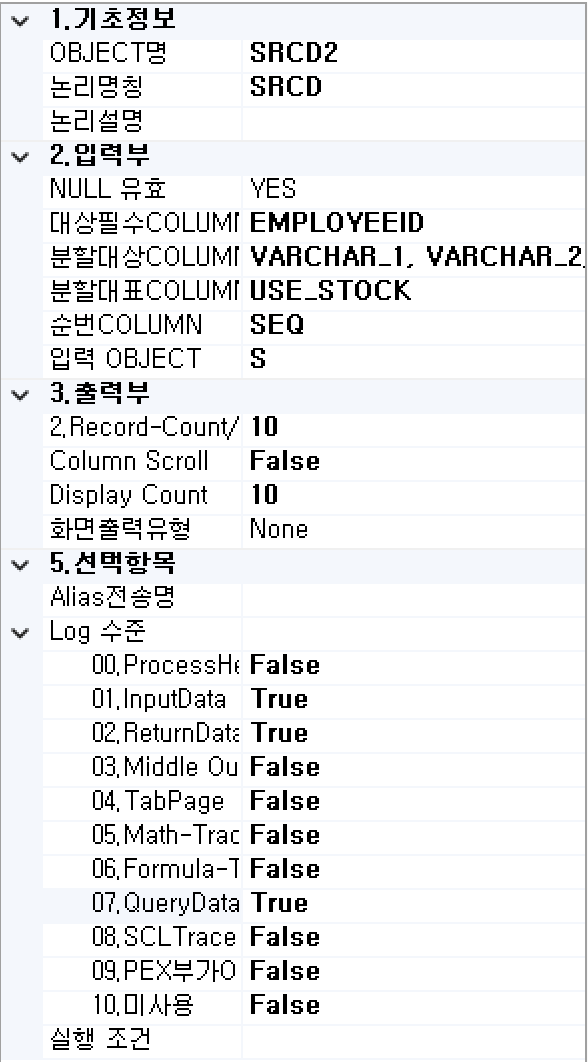 1.기초정보
OBJECT명 SRCD2
논리명칭 SRCD
논리설명
2.입력부
NULL 유효 YES
대상필수COLUM EMPLOYEEID
분할대상COLUM VARCHAR_1, VARCHAR_2,
분할대표COLUM USE_STOCK
순번COLUMN SEQ
입력 OBJECT S
3.출력부
2.Record-Count/ 10
Column Scroll False
Display Count 10
화면출력유형 None
5.선택항목
Alias전송명
Log 수준
00.ProcessHe False
01.InputData True
02.ReturnData True
03.Middle Ou False
04.TabPage False
05.Math-Trac False
06.Formula-T False
07.QueryData True
08.SCLTrace False
09.PEX부가 False
10.미사용 False
실행 조건